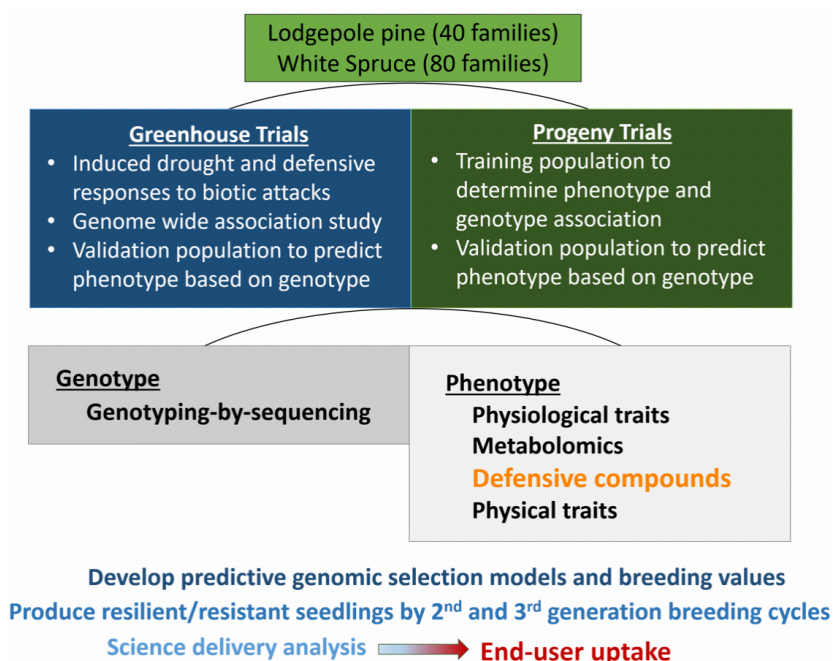 Lodgepole pine (40 families)
White Spruce (80 families)
Greenhouse Trials
• Induced drought and defensive
responses to biotic attacks
• Genome wide association study
• Validation population to predict
phenotype based on genotype
Progeny Trials
• Training population to
determine phenotype and
genotype association
• Validation population to predict
phenotype based on genotype
Genotype
Genotyping-by-sequencing
Phenotype
Physiological traits
Metabolomics
Defensive compounds
Physical traits
Develop predictive genomic selection models and breeding values
Produce resilient/resistant seedlings by 2nd and 3rd generation breeding cycles
Science delivery analysis
End-user uptake